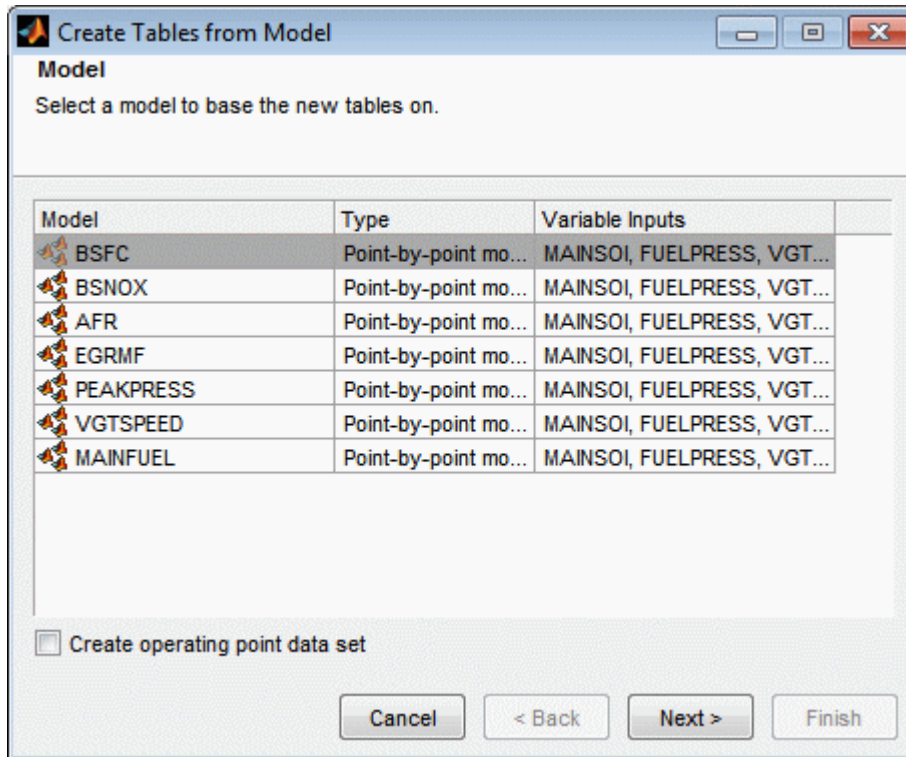 Create Tables from Model
Model
Select a model to base the new tables on.
Model Type Variable Inputs
BSFC Point-by-point mo... MAINSOI, FUELPRESS, VGT...
BSNOX Point-by-point mo... MAINSOI, FUELPRESS, VGT...
AFR Point-by-point mo... MAINSOI, FUELPRESS, VGT...
EGRMF Point-by-point mo... MAINSOI, FUELPRESS, VGT...
PEAKPRESS Point-by-point mo... MAINSOI, FUELPRESS, VGT...
VGTSPEED Point-by-point mo... MAINSOI, FUELPRESS, VGT...
MAINFUEL Point-by-point mo... MAINSOI, FUELPRESS, VGT...
Create operating point data set
Cancel < Back Next > Finish